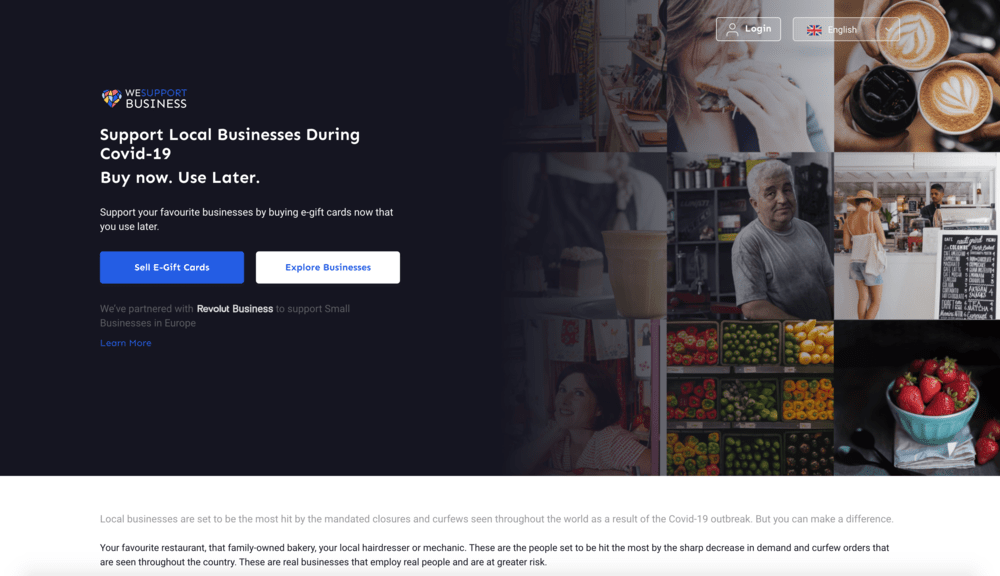 Login
English
WESUPPORT
BUSINESS
Support Local Businesses During
Covid-19
Buy now. Use Later.
Support your favourite businesses by buying e-gift cards now that
you use later.
Sell E-Gift Cards
Explore Businesses
We've partnered with Revolut Business to support Small
Businesses in Europe
Learn More
Local businesses are set to be the most hit by the mandated closures and curfews seen throughout the world as a result of the Covid-19 outbreak. But you can make a difference.
Your favourite restaurant, that family-owned bakery, your local hairdresser or mechanic. These are the people set to be hit the most by the sharp decrease in demand and curfew orders that
are seen throughout the country. These are real businesses that employ real people and are at greater risk.